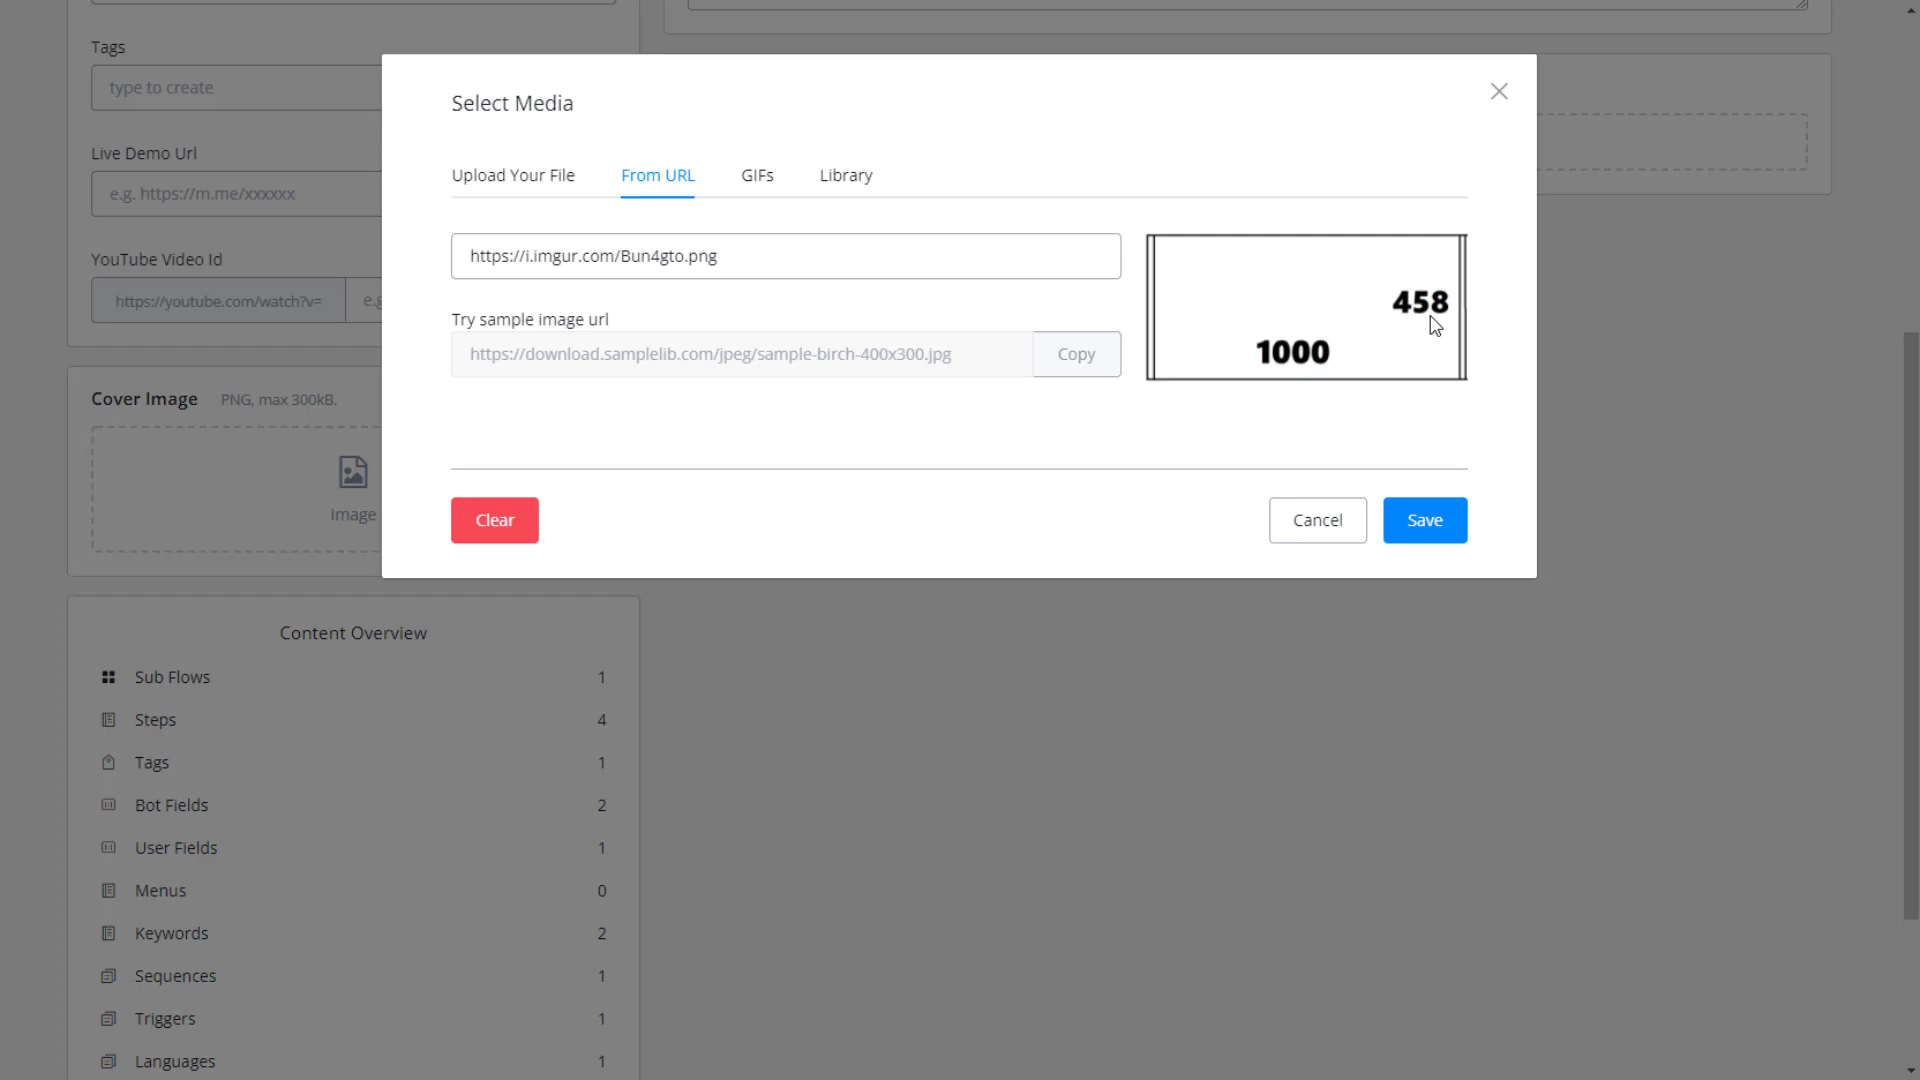 Tags
type to create
Live Demo Url
e.g. https://m.me/xxxxxx
YouTube Video Id
https://youtube.com/watch?v=
e.g
Cover Image PNG, max 300kB.
Image
Select Media
Upload Your File From URL GIFs Library
https://i.imgur.com/Bun4gto.png
Try sample image url
https://download.samplelib.com/jpeg/sample-birch-400x300.jpg Copy
458
1000
Clear Cancel Save
Content Overview
Sub Flows 1
Steps 4
Tags 1
Bot Fields 2
User Fields 1
Menus 0
Keywords 2
Sequences 1
Triggers 1
Languages 1